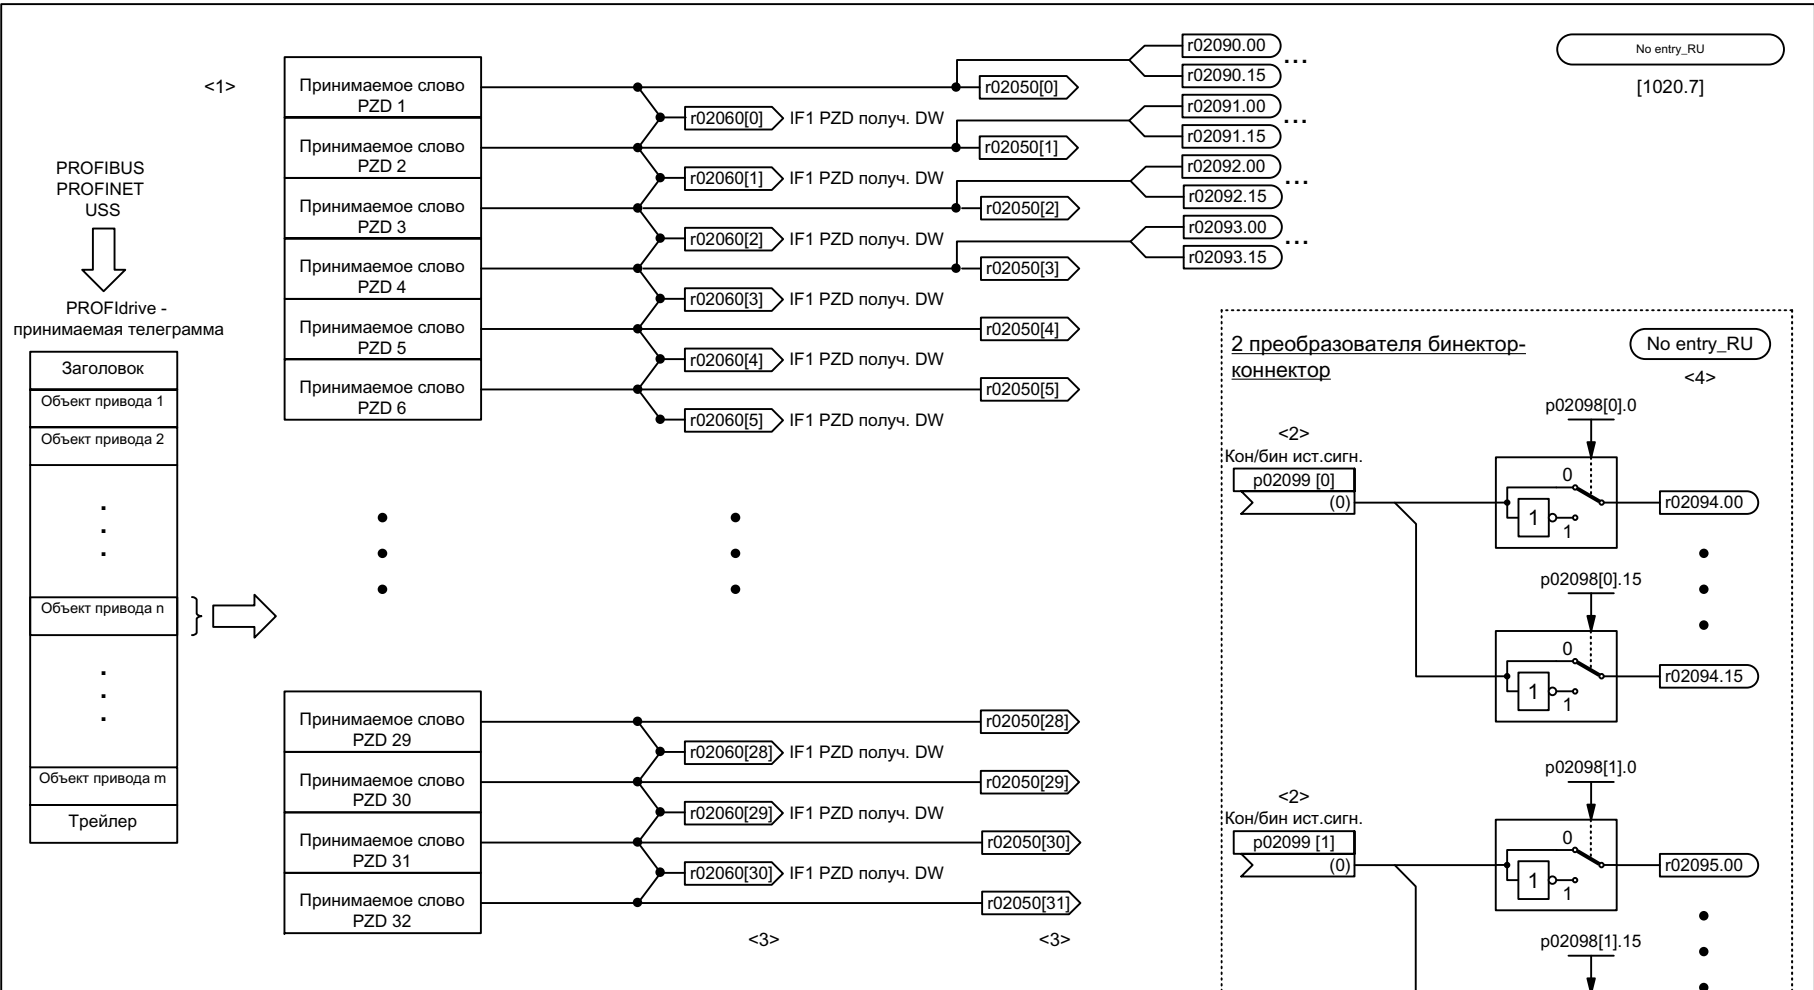 <1>
PROFIBUS
PROFINET
USS
PROFIdrive -
принимаемая телеграмма
Заголовок
Объект привода 1
Объект привода 2
.
.
.
Объект привода n
.
.
.
Объект привода m
Трейлер
Принимаемое слово
PZD 1
Принимаемое слово
PZD 2
Принимаемое слово
PZD 3
Принимаемое слово
PZD 4
Принимаемое слово
PZD 5
Принимаемое слово
PZD 6
r02060[0] IF1 PZD получ. DW
r02060[1] IF1 PZD получ. DW
r02060[2] IF1 PZD получ. DW
r02060[3] IF1 PZD получ. DW
r02060[4] IF1 PZD получ. DW
r02060[5] IF1 PZD получ. DW
r02050[0]
r02050[1]
r02050[2]
r02050[3]
r02050[4]
r02050[5]
r02090.00
...
r02090.15
r02091.00
...
r02091.15
r02092.00
...
r02092.15
r02093.00
...
r02093.15
Принимаемое слово
PZD 29
Принимаемое слово
PZD 30
Принимаемое слово
PZD 31
Принимаемое слово
PZD 32
r02060[28] IF1 PZD получ. DW
r02060[29] IF1 PZD получ. DW
r02060[30] IF1 PZD получ. DW
<3>
r02050[28]
r02050[29]
r02050[30]
r02050[31]
<3>
No entry_RU
[1020.7]
2 преобразователя бинектор-
коннектор
No entry_RU
<4>
<2>
Кон/бин ист.сигн.
p02099 [0]
(0)
p02098[0].0
0
1
1
r02094.00
p02098[0].15
0
1
1
r02094.15
<2>
Кон/бин ист.сигн.
p02099 [1]
(0)
p02098[1].0
0
1
1
r02095.00
p02098[1].15